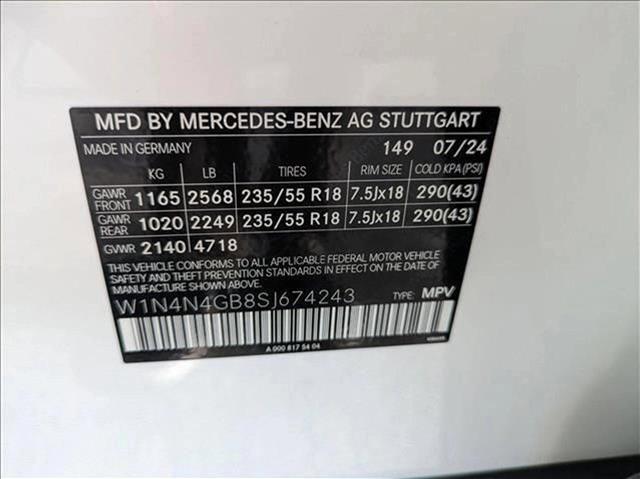 MFD BY MERCEDES-BENZ AG STUTTGART
MADE IN GERMANY 149 07/24
KG LB TIRES RIM SIZE COLD KPA(PSI)
GAWR FRONT 1165 2568 235/55 R18 7.5Jx18 290(43)
GAWR REAR 1020 2249 235/55 R18 7.5Jx18 290(43)
GVWR 2140 4718
THIS VEHICLE CONFORMS TO ALL APPLICABLE FEDERAL MOTOR VEHICLE
SAFETY AND THEFT PREVENTION STANDARDS IN EFFECT ON THE DATE OF
MANUFACTURE SHOWN ABOVE.
W1N4N4GB8SJ674243 TYPE: MPV
A 000 817 54 04